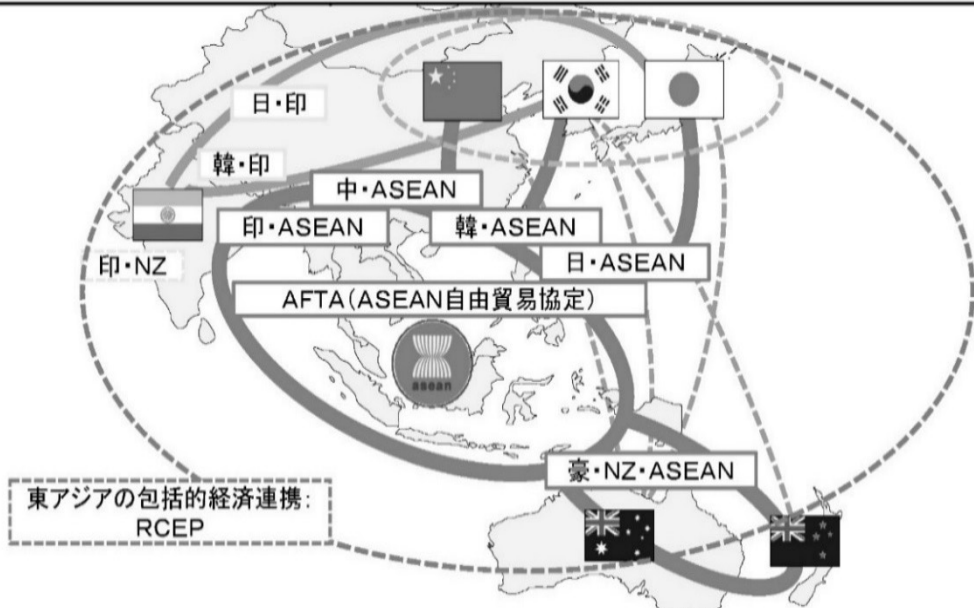 日・印
韓・印
中・ASEAN
印・ASEAN
韓・ASEAN
印・NZ
日・ASEAN
AFTA(ASEAN自由貿易協定)
asean
豪・NZ・ASEAN
東アジアの包括的経済連携:
RCEP